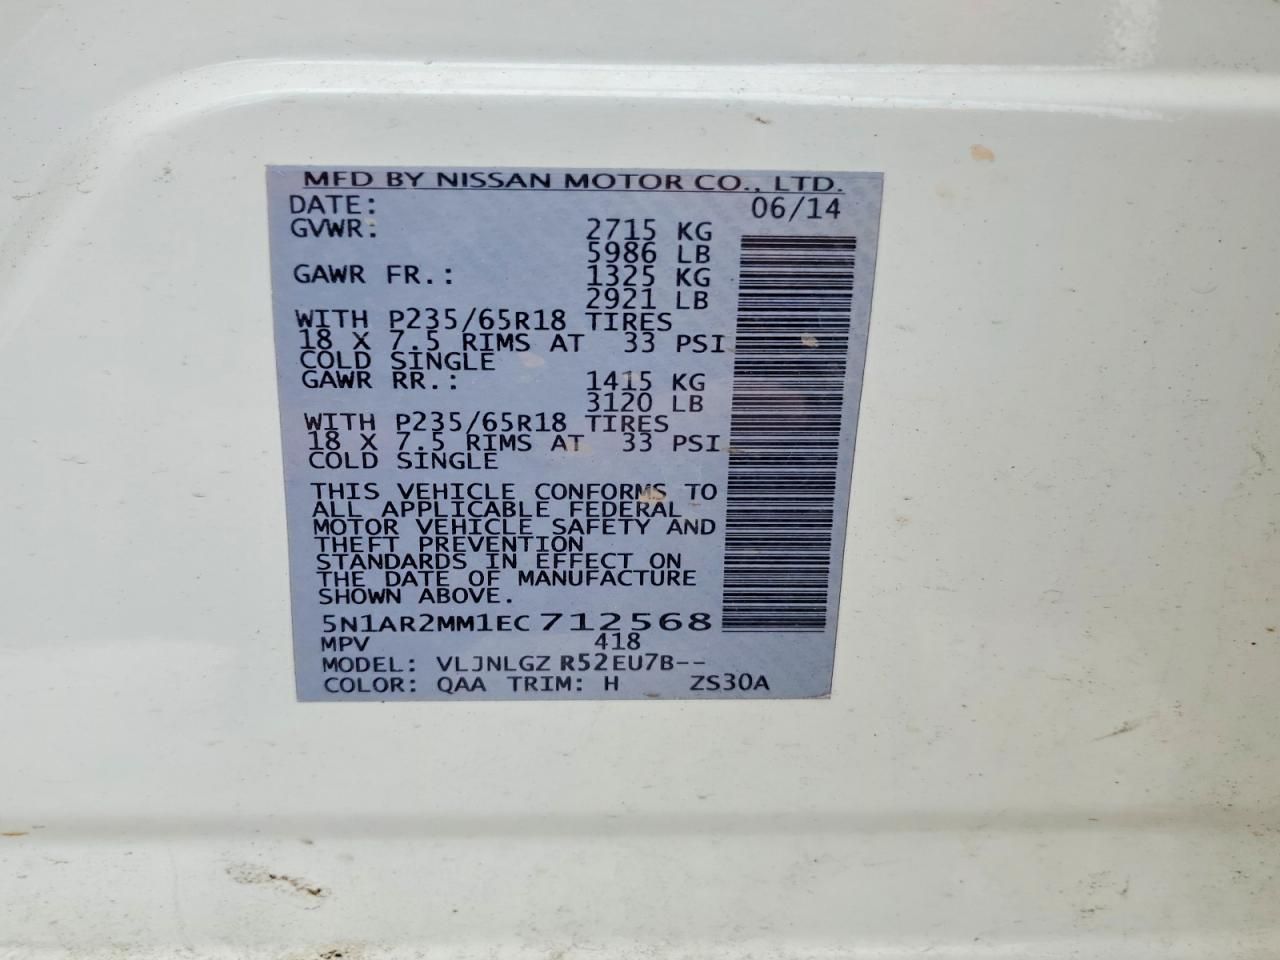 MFD BY NISSAN MOTOR CO., LTD.
DATE: 06/14
GVWR: 2715 KG
5986 LB
GAWR FR.: 1325 KG
2921 LB
WITH P235/65R18 TIRES
18 X 7.5 RIMS AT 33 PSI
COLD SINGLE
GAWR RR.: 1415 KG
3120 LB
WITH P235/65R18 TIRES
18 X 7.5 RIMS AT 33 PSI
COLD SINGLE
THIS VEHICLE CONFORMS TO
ALL APPLICABLE FEDERAL
MOTOR VEHICLE SAFETY AND
THEFT PREVENTION
STANDARDS IN EFFECT ON
THE DATE OF MANUFACTURE
SHOWN ABOVE.
5N1AR2MM1EC712568
MPV 418
MODEL: VLJNLGZ R52EU7B--
COLOR: QAA TRIM: H ZS30A